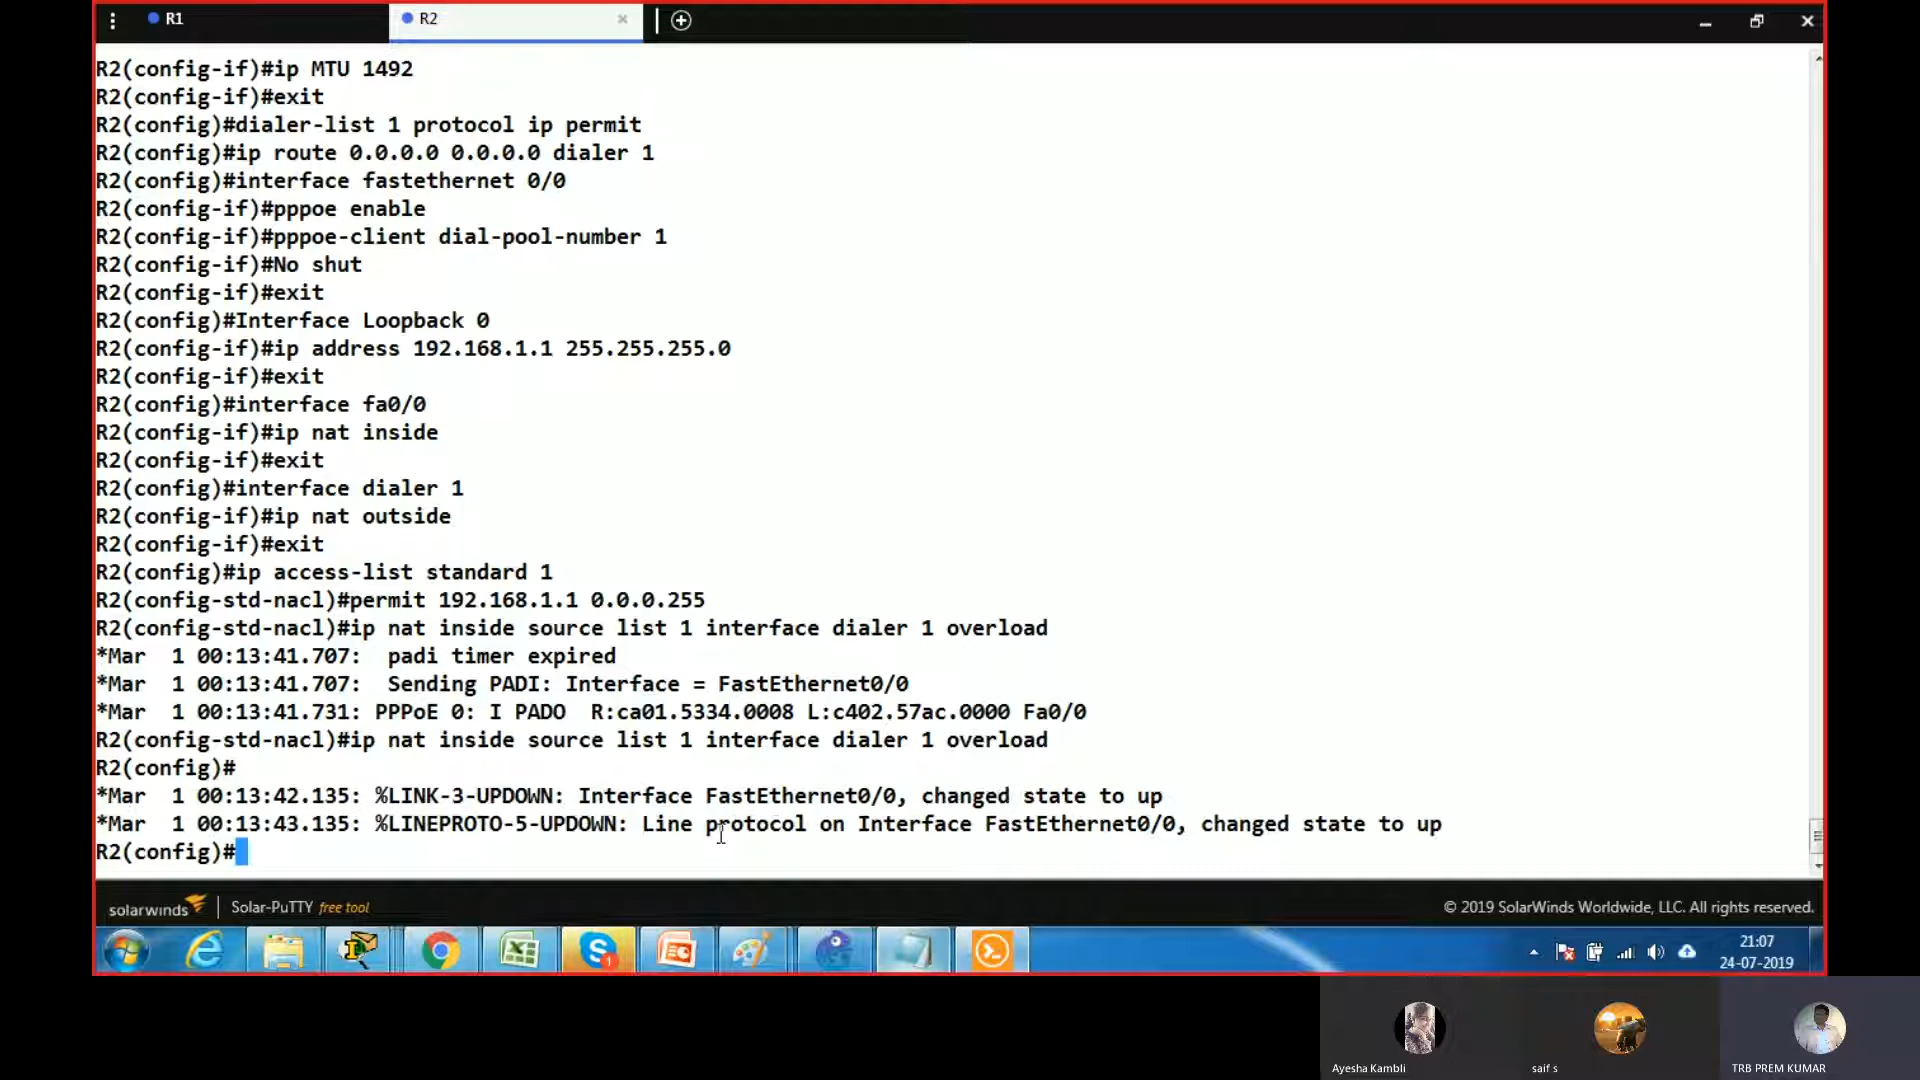 R1
R2
R2(config-if)#ip MTU 1492
R2(config-if)#exit
R2(config)#dialer-list 1 protocol ip permit
R2(config)#ip route 0.0.0.0 0.0.0.0 dialer 1
R2(config)#interface fastethernet 0/0
R2(config-if)#pppoe enable
R2(config-if)#pppoe-client dial-pool-number 1
R2(config-if)#No shut
R2(config-if)#exit
R2(config)#Interface Loopback 0
R2(config-if)#ip address 192.168.1.1 255.255.255.0
R2(config-if)#exit
R2(config)#interface fa0/0
R2(config-if)#ip nat inside
R2(config-if)#exit
R2(config)#interface dialer 1
R2(config-if)#ip nat outside
R2(config-if)#exit
R2(config)#ip access-list standard 1
R2(config-std-nacl)#permit 192.168.1.1 0.0.0.255
R2(config-std-nacl)#ip nat inside source list 1 interface dialer 1 overload
*Mar  1 00:13:41.707:  padi timer expired
*Mar  1 00:13:41.707:  Sending PADI: Interface = FastEthernet0/0
*Mar  1 00:13:41.731: PPPoE 0: I PADO  R:ca01.5334.0008 L:c402.57ac.0000 Fa0/0
R2(config-std-nacl)#ip nat inside source list 1 interface dialer 1 overload
R2(config)#
*Mar  1 00:13:42.135: %LINK-3-UPDOWN: Interface FastEthernet0/0, changed state to up
*Mar  1 00:13:43.135: %LINEPROTO-5-UPDOWN: Line protocol on Interface FastEthernet0/0, changed state to up
R2(config)#
solarwinds | Solar-PuTTY free tool
© 2019 SolarWinds Worldwide, LLC. All rights reserved.
1
21:07
24-07-2019
Ayesha Kambli
saif s
TRB PREM KUMAR